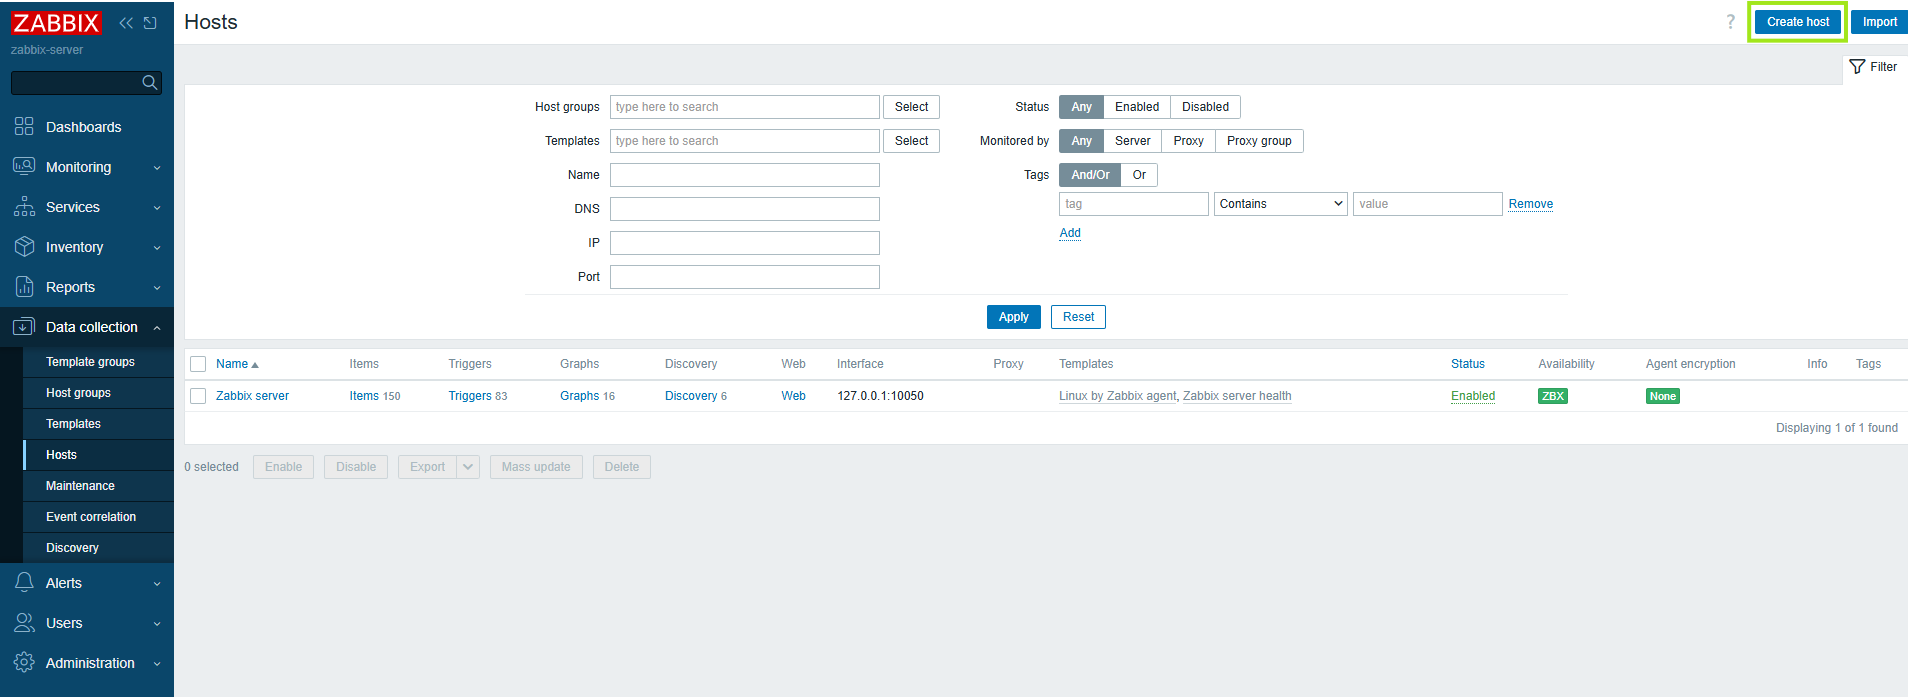 ZABBIX
zabbix-server
Dashboards
Monitoring
Services
Inventory
Reports
Data collection
Template groups
Host groups
Templates
Hosts
Maintenance
Event correlation
Discovery
Alerts
Users
Administration
Hosts
? Create host Import
Filter
Host groups type here to search Select Status Any Enabled Disabled
Templates type here to search Select Monitored by Any Server Proxy Proxy group
Name Tags And/Or Or
DNS tag Contains value Remove
Add
IP
Port
Apply Reset
Name Items Triggers Graphs Discovery Web Interface Proxy Templates Status Availability Agent encryption Info Tags
Zabbix server Items 150 Triggers 83 Graphs 16 Discovery 6 Web 127.0.0.1:10050 Linux by Zabbix agent, Zabbix server health Enabled ZBX None
Displaying 1 of 1 found
0 selected Enable Disable Export Mass update Delete